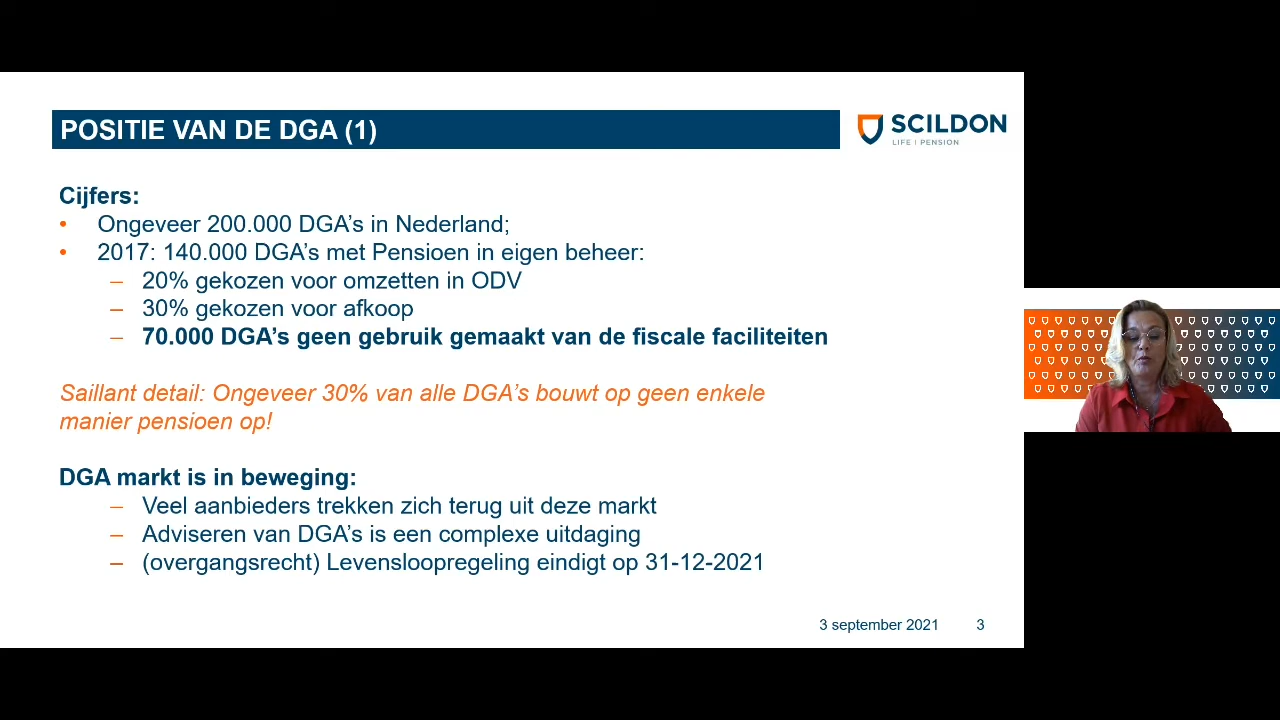 POSITIE VAN DE DGA (1)
SCILDON
LIFE | PENSION
Cijfers:
• Ongeveer 200.000 DGA's in Nederland;
• 2017: 140.000 DGA's met Pensioen in eigen beheer:
– 20% gekozen voor omzetten in ODV
– 30% gekozen voor afkoop
– 70.000 DGA's geen gebruik gemaakt van de fiscale faciliteiten
Saillant detail: Ongeveer 30% van alle DGA's bouwt op geen enkele
manier pensioen op!
DGA markt is in beweging:
– Veel aanbieders trekken zich terug uit deze markt
– Adviseren van DGA's is een complexe uitdaging
– (overgangsrecht) Levensloopregeling eindigt op 31-12-2021
3 september 2021 3